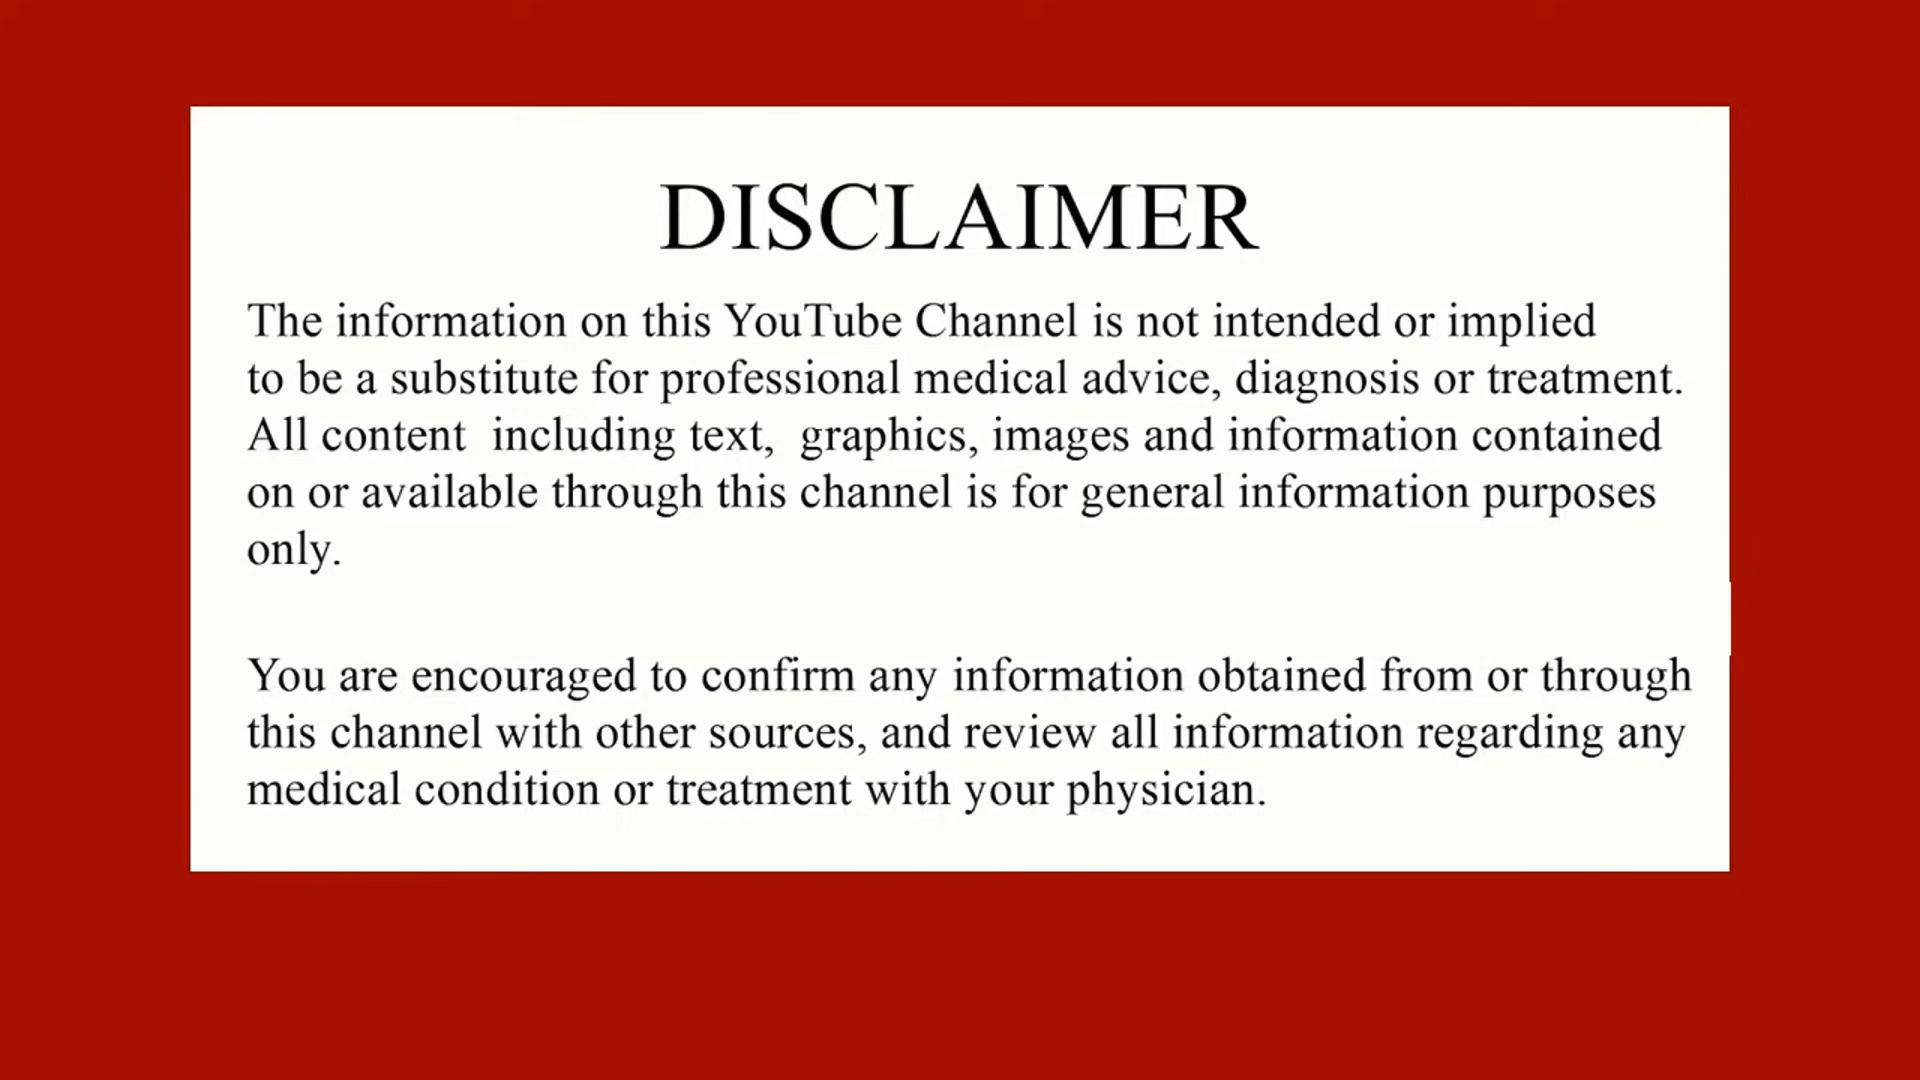 DISCLAIMER
The information on this YouTube Channel is not intended or implied
to be a substitute for professional medical advice, diagnosis or treatment.
All content  including text,  graphics, images and information contained
on or available through this channel is for general information purposes
only.
You are encouraged to confirm any information obtained from or through
this channel with other sources, and review all information regarding any
medical condition or treatment with your physician.